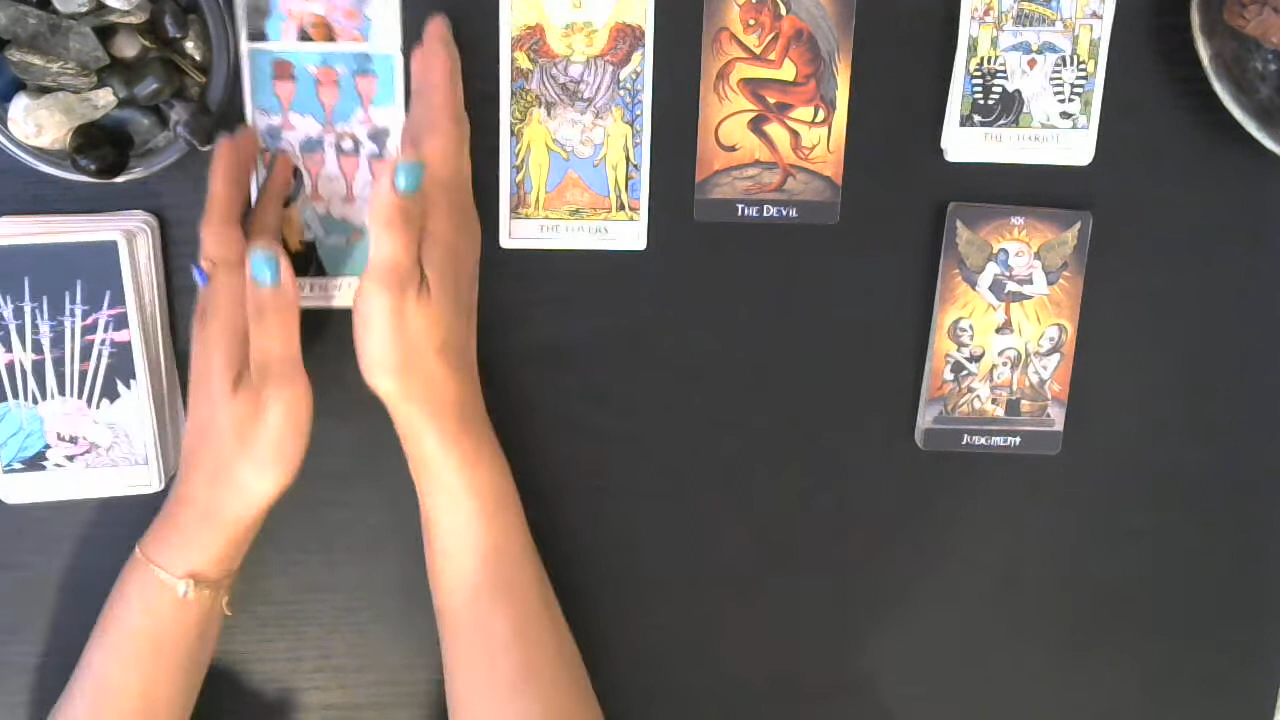 THE LOVERS
THE DEVIL
THE CHARIOT
XX
JUDGMENT